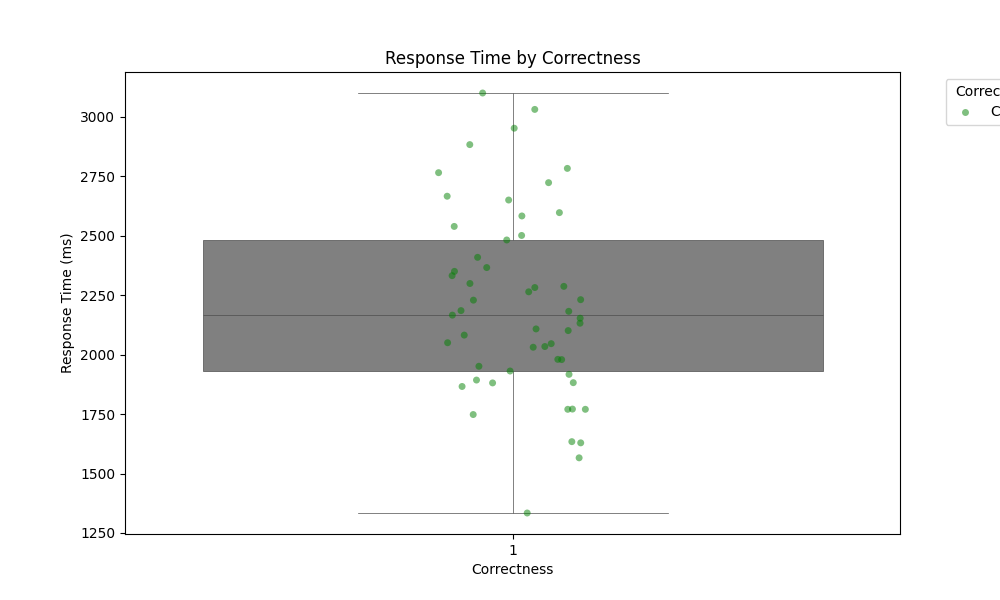 Response Time by Correctness
Correc
C
3000
2750
2500
2250
2000
1750
1500
1250
Response Time (ms)
1
Correctness